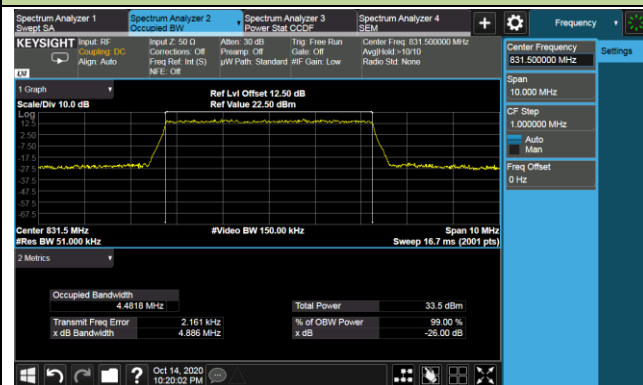 Spectrum Analyzer 1
Swept SA
Spectrum Analyzer 2
Occupied BW
Spectrum Analyzer 3
Power Stat CCDF
Spectrum Analyzer 4
SEM
+
Frequency
KEYSIGHT
Input: RF
Coupling: DC
Align: Auto
Input Z: 50 Ω
Corrections: Off
Freq Ref: Int (S)
NFE: Off
Atten: 30 dB
Preamp: Off
µW Path: Standard
Trig: Free Run
Gate: Off
#IF Gain: Low
Center Freq: 831.500000 MHz
Avg|Hold:>10/10
Radio Std: None
LXI
Center Frequency
831.500000 MHz
Settings
Span
10.000 MHz
CF Step
1.000000 MHz
Auto
Man
Freq Offset
0 Hz
1 Graph
Scale/Div 10.0 dB
Ref Lvl Offset 12.50 dB
Ref Value 22.50 dBm
Log
12.5
2.50
-7.50
-17.5
-27.5
-37.5
-47.5
-57.5
-67.5
Center 831.5 MHz
#Res BW 51.000 kHz
#Video BW 150.00 kHz
Span 10 MHz
Sweep 16.7 ms (2001 pts)
2 Metrics
Occupied Bandwidth
4.4818 MHz
Total Power 33.5 dBm
Transmit Freq Error 2.161 kHz
% of OBW Power 99.00 %
x dB Bandwidth 4.886 MHz
x dB -26.00 dB
?
Oct 14, 2020
10:20:02 PM